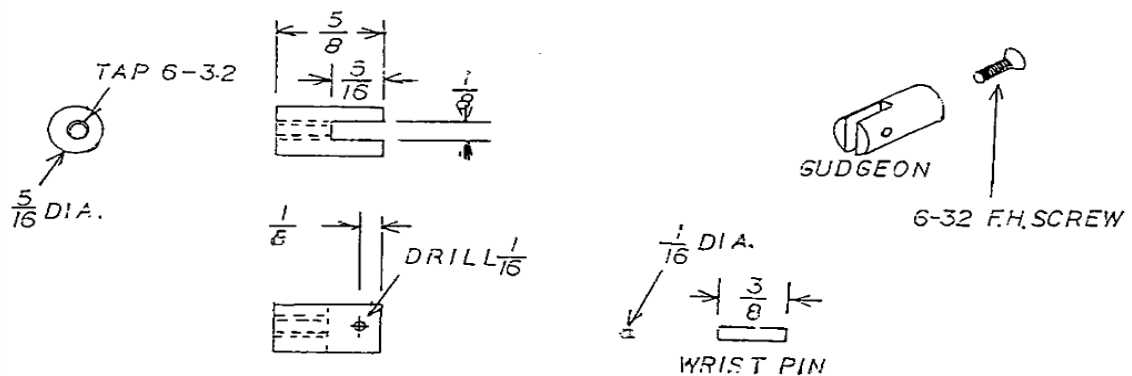 5/8
TAP 6-32
5/16
1/8
GUDGEON
5/16 DIA.
6-32 F.H. SCREW
1/8
DRILL 1/16
1/16 DIA.
3/8
WRIST PIN